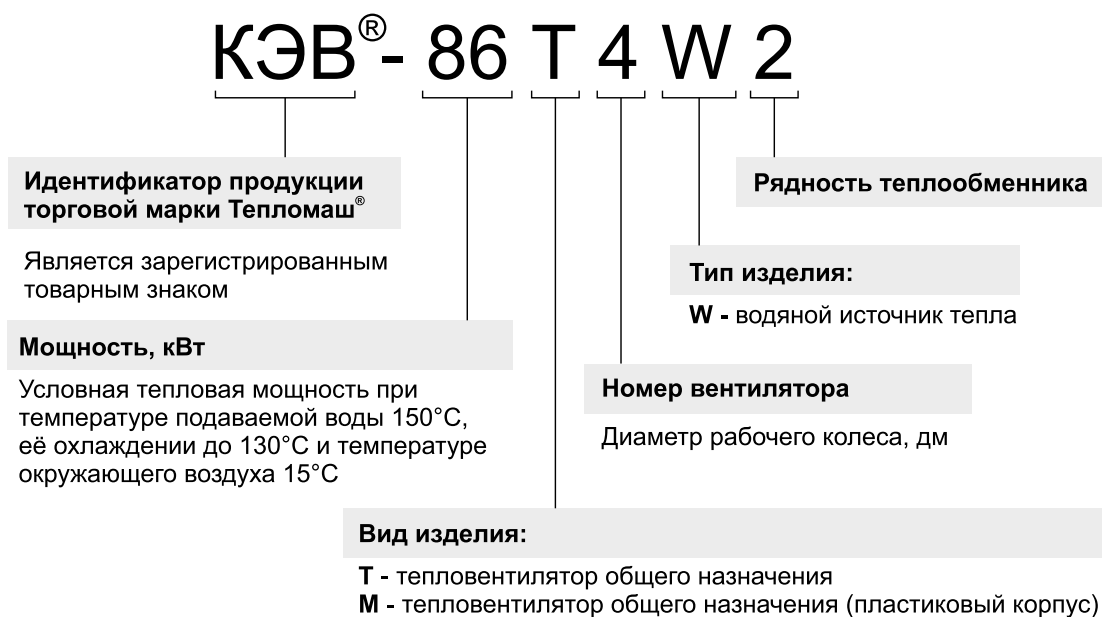 КЭВ®- 86 T 4 W 2
Идентификатор продукции
торговой марки Тепломаш®
Является зарегистрированным
товарным знаком
Рядность теплообменника
Тип изделия:
W - водяной источник тепла
Мощность, кВт
Условная тепловая мощность при
температуре подаваемой воды 150°С,
её охлаждении до 130°С и температуре
окружающего воздуха 15°С
Номер вентилятора
Диаметр рабочего колеса, дм
Вид изделия:
Т - тепловентилятор общего назначения
М - тепловентилятор общего назначения (пластиковый корпус)